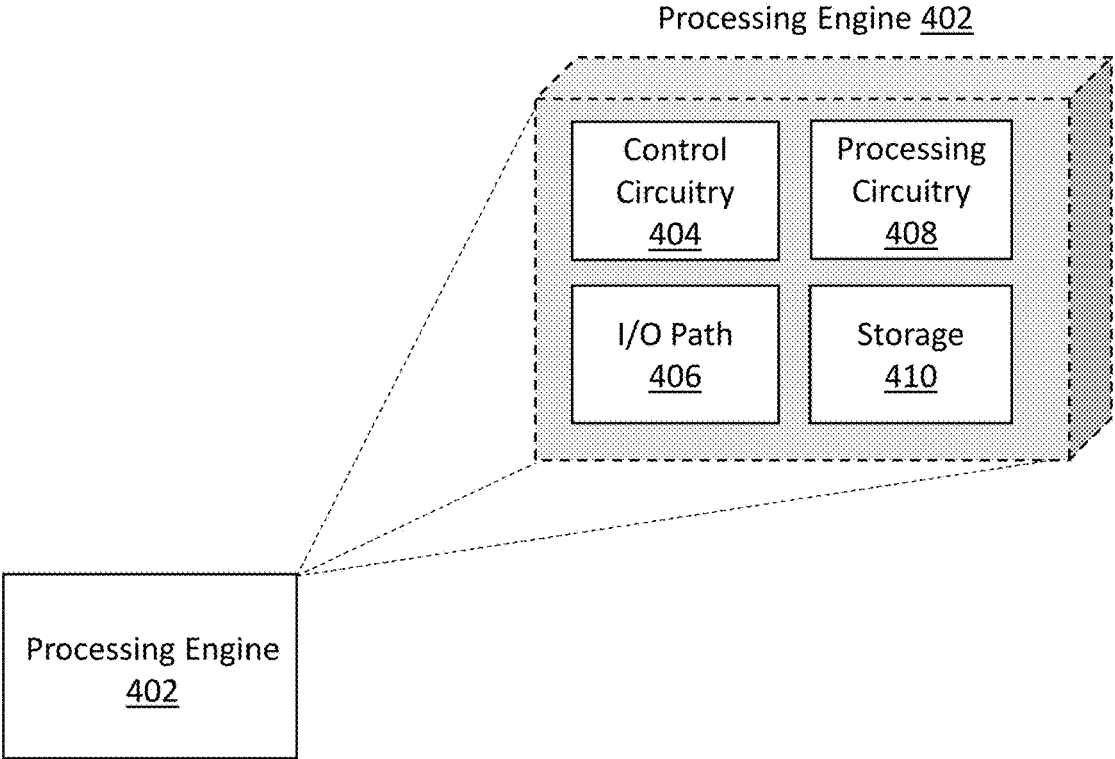 Processing Engine 402
Control
Circuitry
404
Processing
Circuitry
408
I/O Path
406
Storage
410
Processing Engine
402